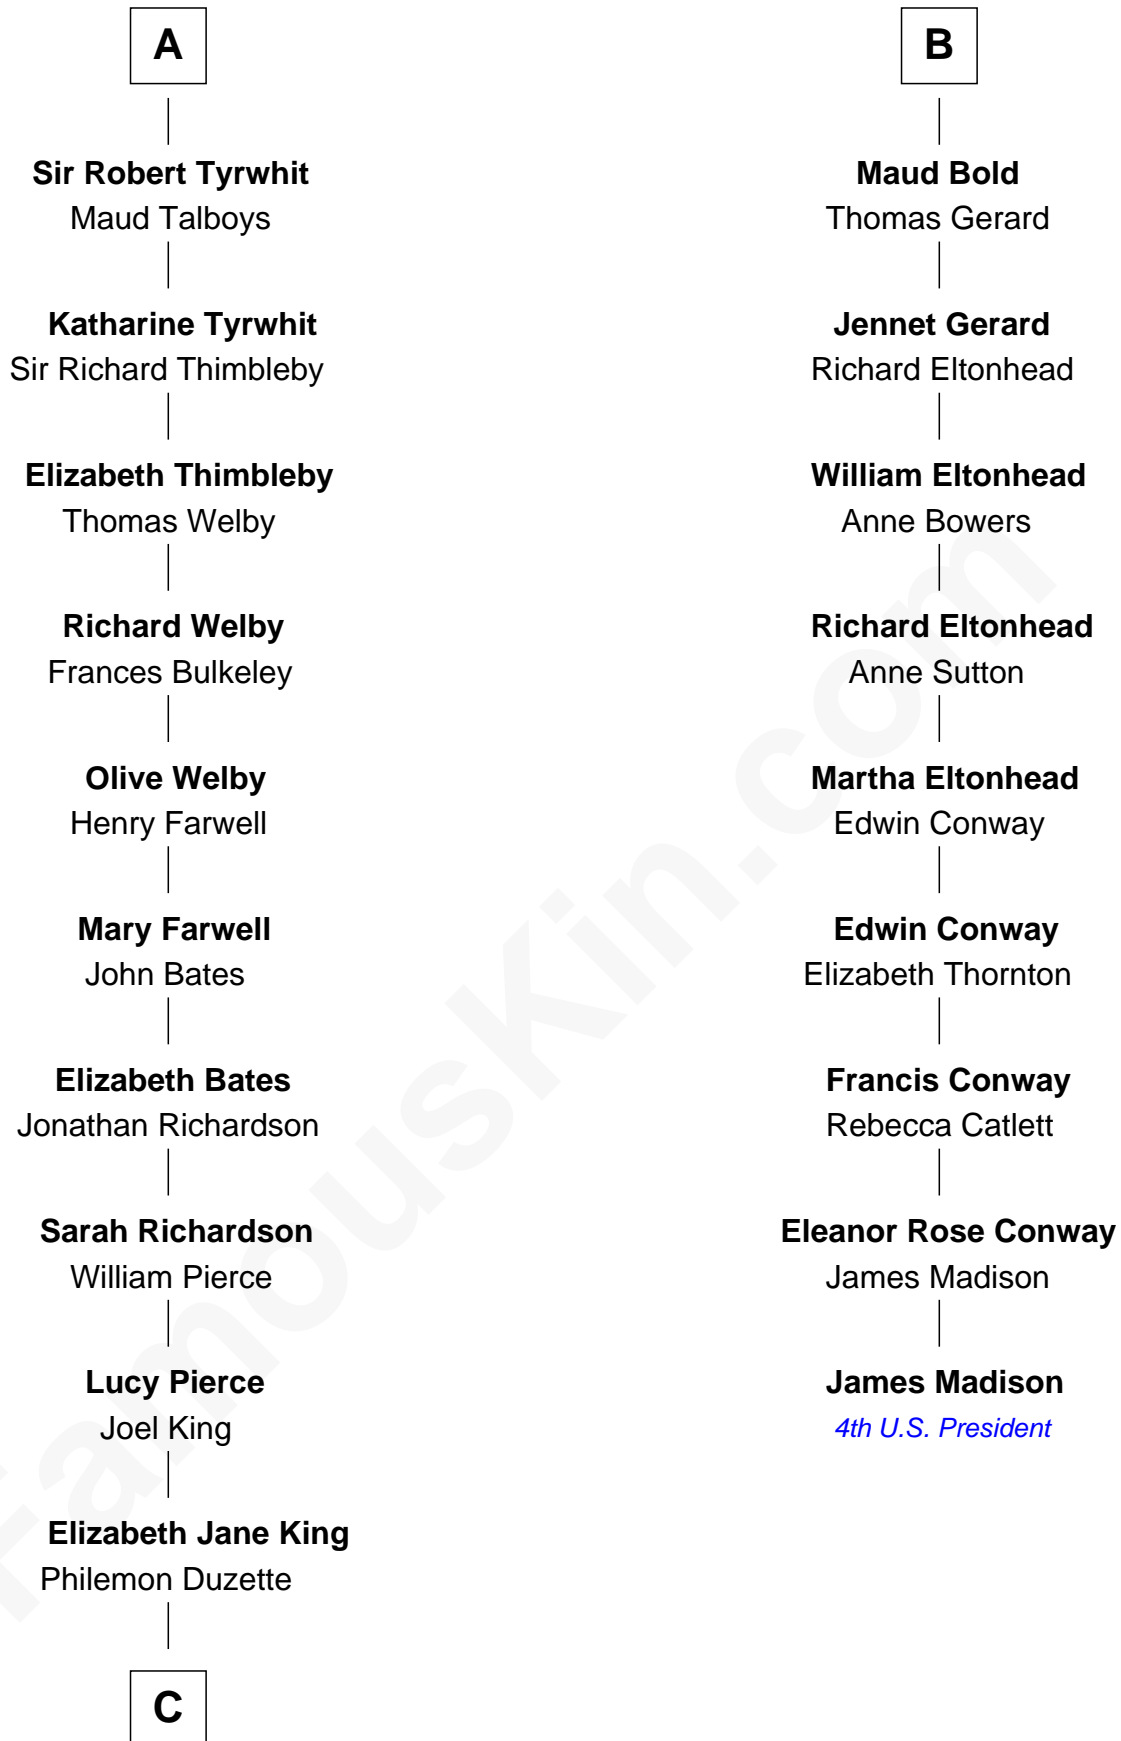 A
Sir Robert Tyrwhit
Maud Talboys
Katharine Tyrwhit
Sir Richard Thimbleby
Elizabeth Thimbleby
Thomas Welby
Richard Welby
Frances Bulkeley
Olive Welby
Henry Farwell
Mary Farwell
John Bates
Elizabeth Bates
Jonathan Richardson
Sarah Richardson
William Pierce
Lucy Pierce
Joel King
Elizabeth Jane King
Philemon Duzette
C
B
Maud Bold
Thomas Gerard
Jennet Gerard
Richard Eltonhead
William Eltonhead
Anne Bowers
Richard Eltonhead
Anne Sutton
Martha Eltonhead
Edwin Conway
Edwin Conway
Elizabeth Thornton
Francis Conway
Rebecca Catlett
Eleanor Rose Conway
James Madison
James Madison
4th U.S. President
FamousKin.com